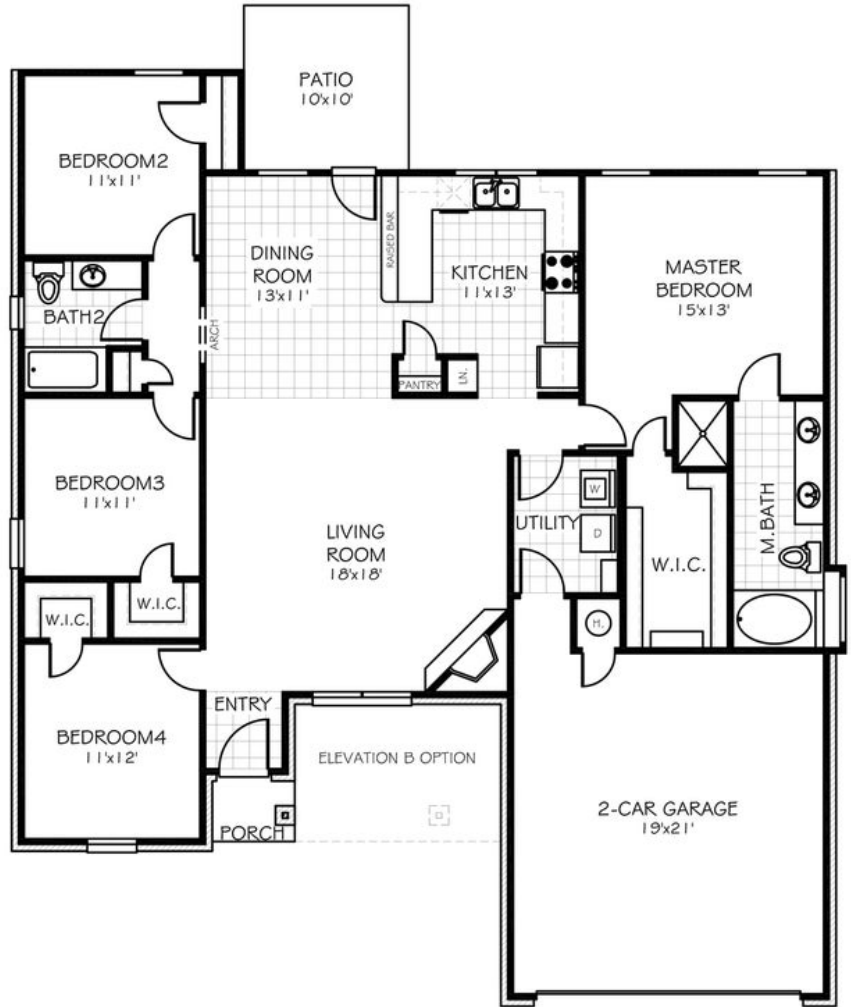 PATIO
10'x10'
BEDROOM2
11'x11'
DINING
ROOM
13'x11'
RAISED BAR
KITCHEN
11'x13'
MASTER
BEDROOM
15'x13'
BATH2
ARCH
PANTRY
LN.
BEDROOM3
11'x11'
LIVING
ROOM
18'x18'
UTILITY
W
D
W.I.C.
M.BATH
W.I.C.
W.I.C.
H.
ENTRY
BEDROOM4
11'x12'
ELEVATION B OPTION
PORCH
2-CAR GARAGE
19'x21'